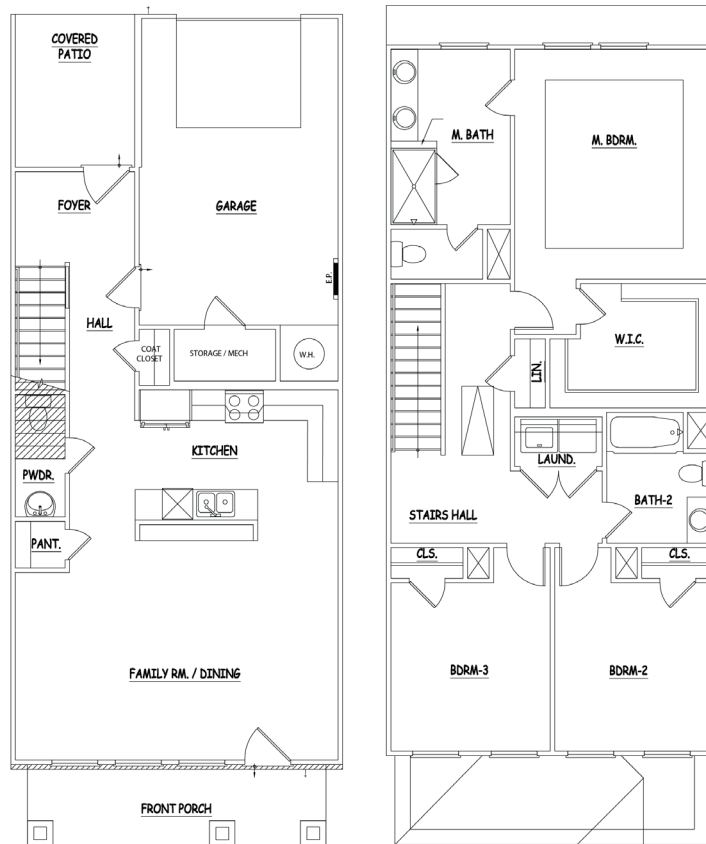 COVERED
PATIO
FOYER
GARAGE
E.P.
HALL
COAT
CLOSET
STORAGE / MECH
W.H.
KITCHEN
PWDR.
PANT.
FAMILY RM. / DINING
FRONT PORCH
M. BATH
M. BDRM.
W.I.C.
LIN.
LAUND.
BATH-2
STAIRS HALL
CLS.
CLS.
BDRM-3
BDRM-2